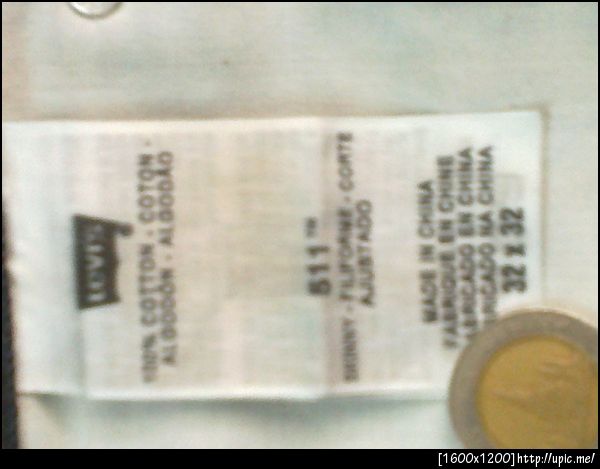 LEVI'S
100% COTTON - COTON -
ALGODÓN - ALGODÃO
511™
SKINNY - FILIFORME - CORTE
AJUSTADO
MADE IN CHINA
FABRIQUE EN CHINE
FABRICADO EN CHINA
FABRICADO NA CHINA
32 x 32
[1600x1200]http://upic.me/